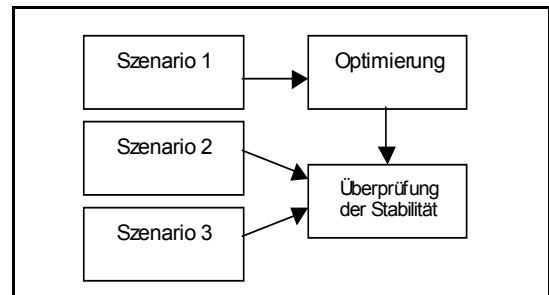 Szenario 1
Optimierung
Szenario 2
Überprüfung
der Stabilität
Szenario 3